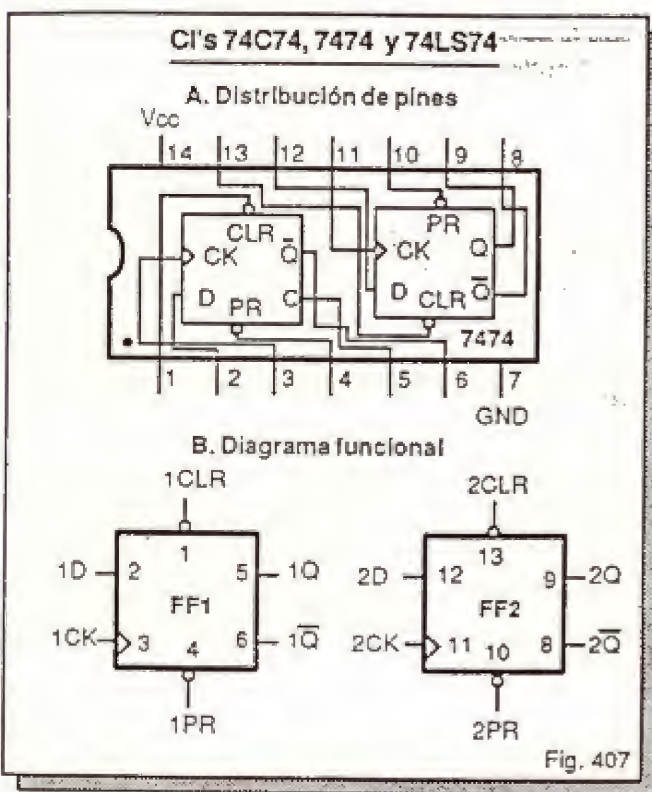 CI's 74C74, 7474 y 74LS74
A. Distribución de pines
Vcc
14 13 12 11 10 9 8
CLR PR
CK Q̄ CK Q
D PR C D CLR Q̄
7474
1 2 3 4 5 6 7
GND
B. Diagrama funcional
1CLR 2CLR
1D 2 1 5 1Q 2D 12 13 9 2Q
FF1 FF2
1CK 3 4 6 1Q̄ 2CK 11 10 8 2Q̄
1PR 2PR
Fig. 407